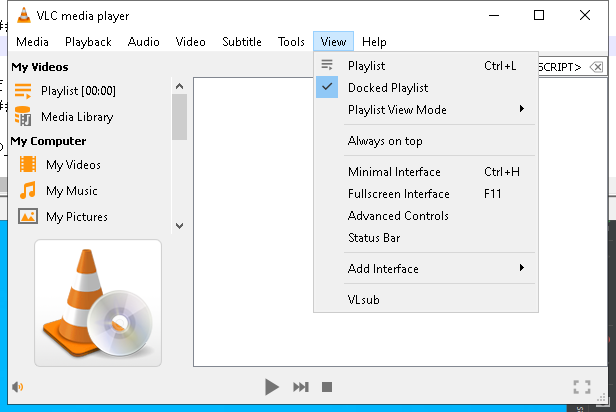 VLC media player
Media Playback Audio Video Subtitle Tools View Help
My Videos
Playlist [00:00]
Media Library
My Computer
My Videos
My Music
My Pictures
Playlist Ctrl+L
Docked Playlist
Playlist View Mode
Always on top
Minimal Interface Ctrl+H
Fullscreen Interface F11
Advanced Controls
Status Bar
Add Interface
VLsub
SCRIPT>